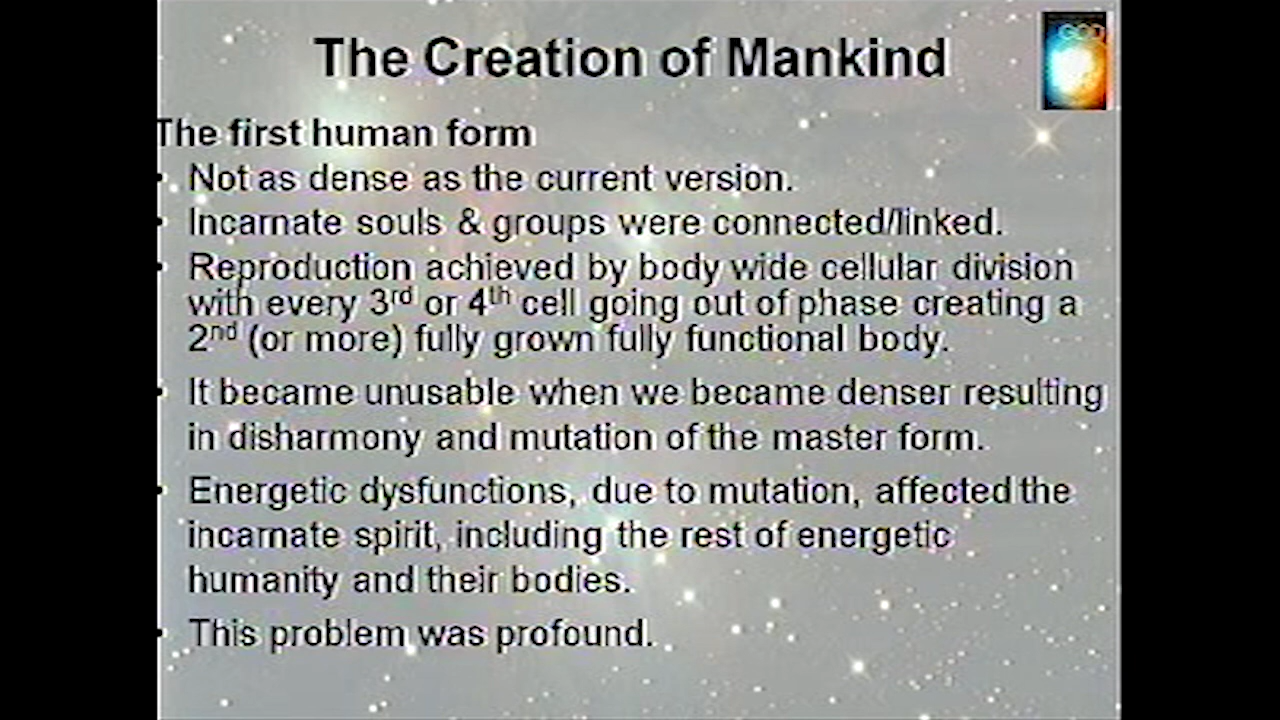 The Creation of Mankind
GOD
The first human form
• Not as dense as the current version.
• Incarnate souls & groups were connected/linked.
• Reproduction achieved by body wide cellular division
with every 3rd or 4th cell going out of phase creating a
2nd (or more) fully grown fully functional body.
• It became unusable when we became denser resulting
in disharmony and mutation of the master form.
• Energetic dysfunctions, due to mutation, affected the
incarnate spirit, including the rest of energetic
humanity and their bodies.
• This problem was profound.